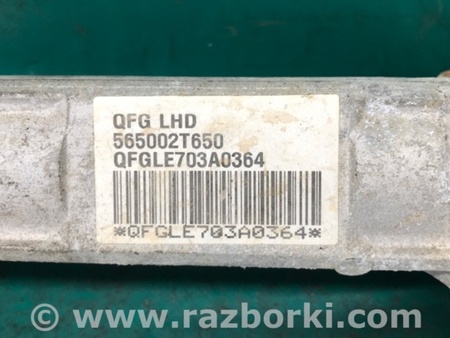 QFG LHD
565002T650
QFGLE703A0364
*QFGLE703A0364*
© www.razborki.com